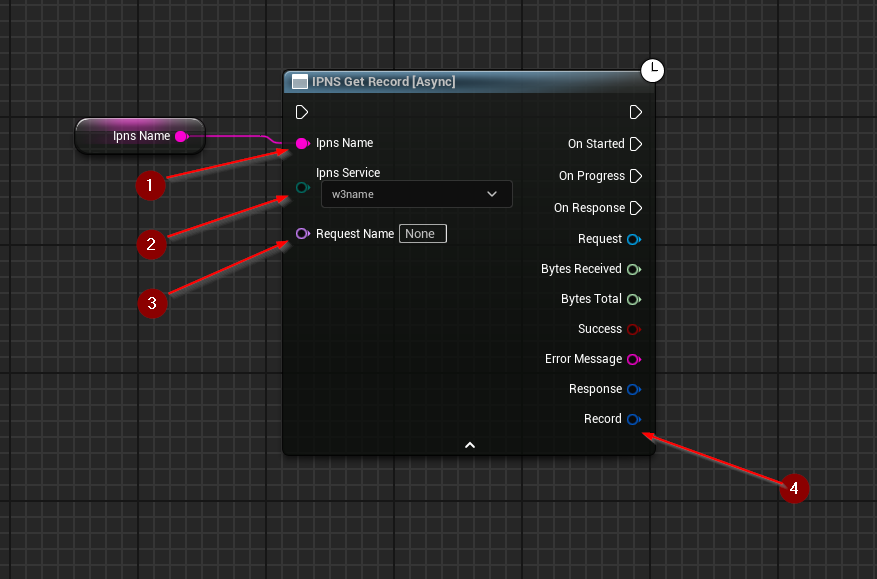 IPNS Get Record [Async]
Ipns Name
Ipns Name
On Started
Ipns Service
On Progress
w3name
On Response
Request Name None
Request
Bytes Received
Bytes Total
Success
Error Message
Response
Record
1
2
3
4